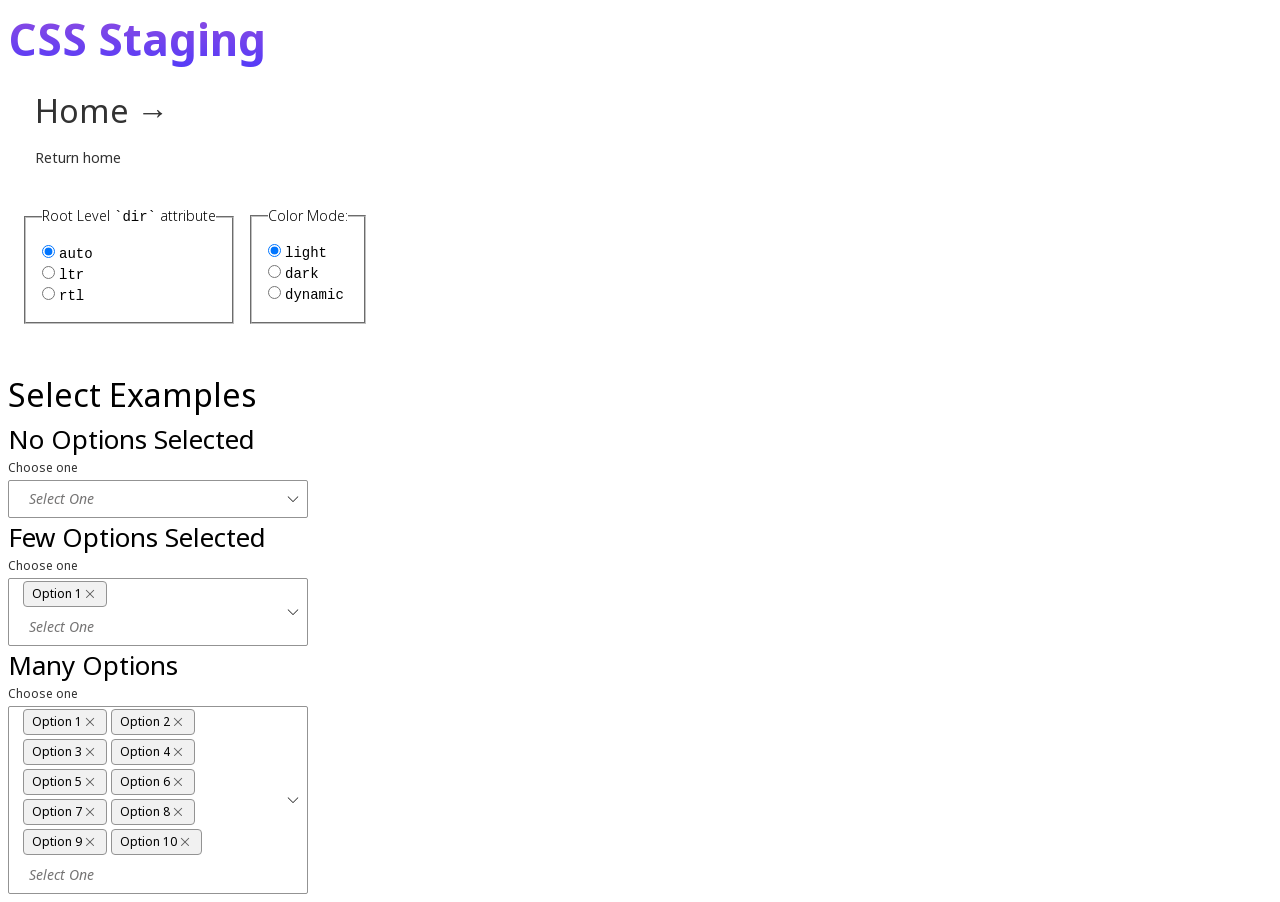 CSS Staging
Home →
Return home
Root Level `dir` attribute
auto
ltr
rtl
Color Mode:
light
dark
dynamic
Select Examples
No Options Selected
Choose one
Select One
Few Options Selected
Choose one
Option 1
Select One
Many Options
Choose one
Option 1 Option 2
Option 3 Option 4
Option 5 Option 6
Option 7 Option 8
Option 9 Option 10
Select One